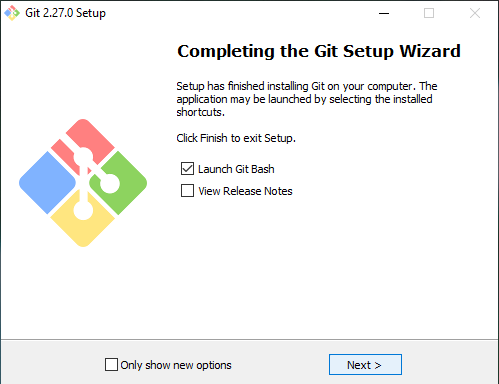 Git 2.27.0 Setup
Completing the Git Setup Wizard
Setup has finished installing Git on your computer. The
application may be launched by selecting the installed
shortcuts.
Click Finish to exit Setup.
Launch Git Bash
View Release Notes
Only show new options
Next >